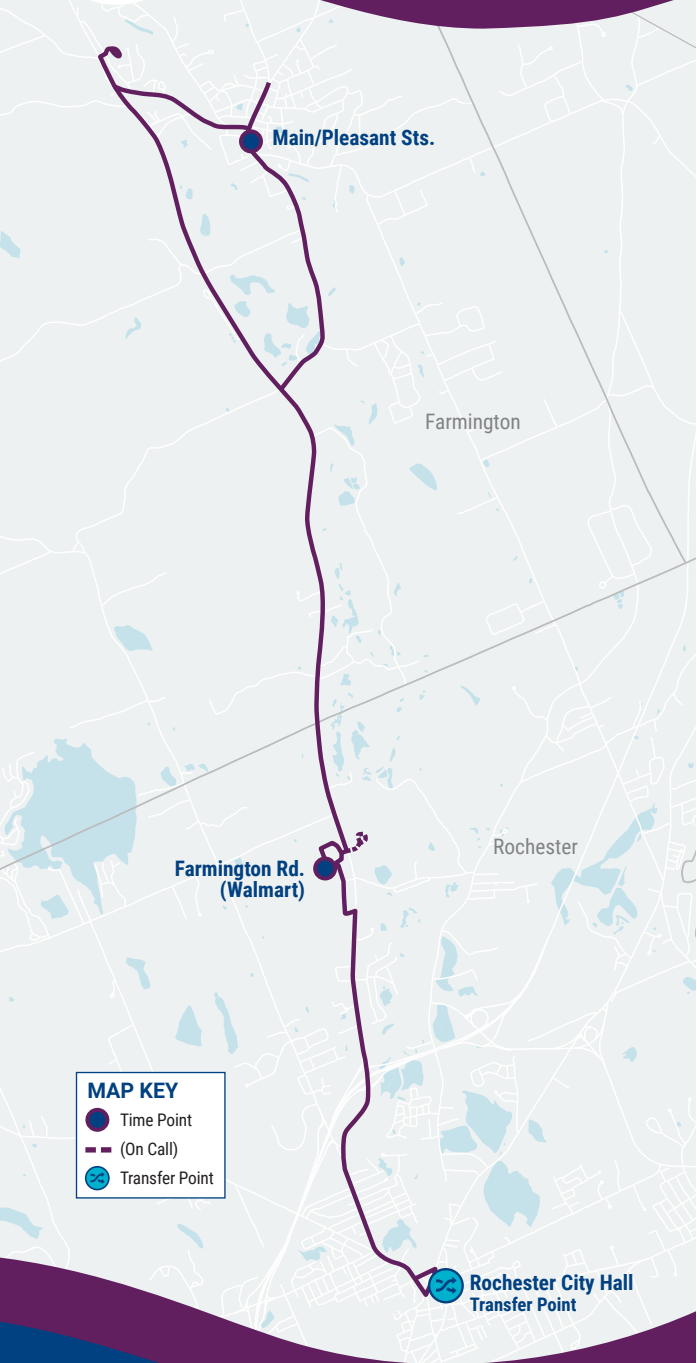 Main/Pleasant Sts.
Farmington
Rochester
Farmington Rd.
(Walmart)
MAP KEY
Time Point
(On Call)
Transfer Point
Rochester City Hall
Transfer Point